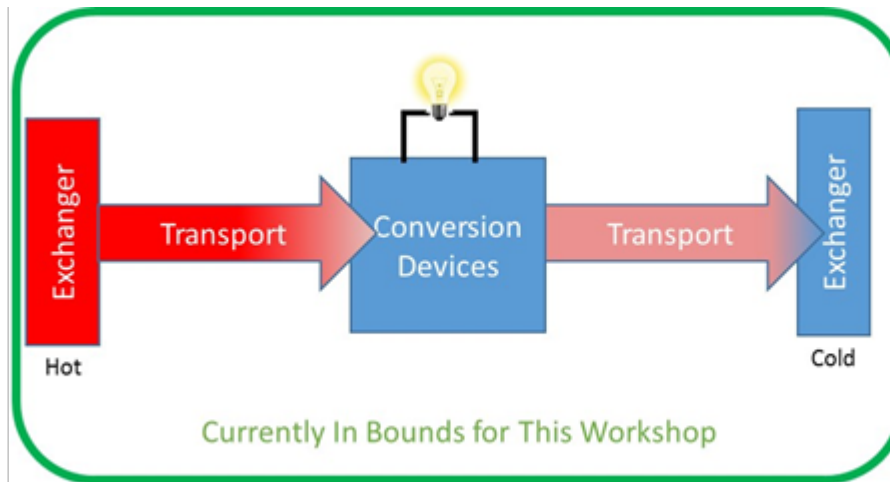 Exchanger
Hot
Transport
Conversion
Devices
Transport
Exchanger
Cold
Currently In Bounds for This Workshop